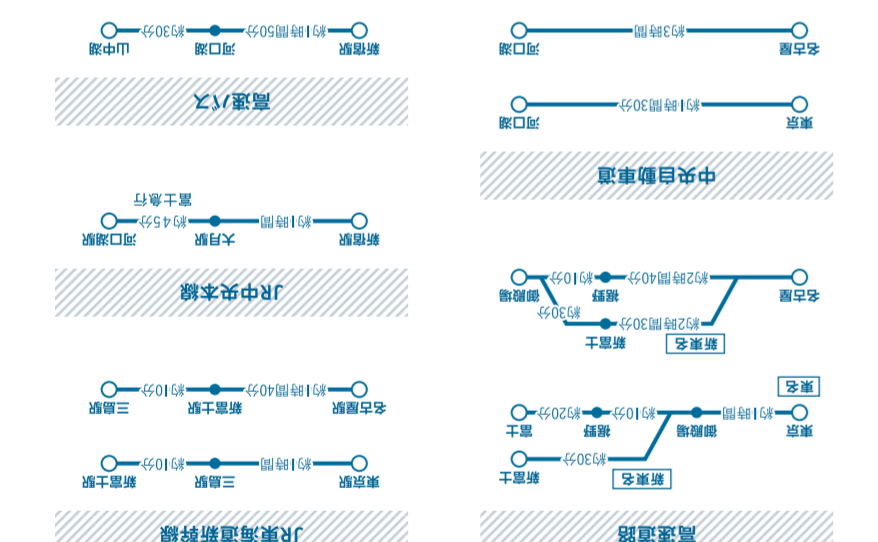 高速道路
新東名 新富士
約30分
東京 御殿場 裾野 富士
約1時間 約10分 約20分
東名
新東名 新富士
約2時間30分 約30分
名古屋 裾野 御殿場
約2時間40分 約10分
中央自動車道
東京 河口湖
約1時間30分
名古屋 河口湖
約3時間
JR東海道新幹線
東京駅 三島駅 新富士駅
約1時間 約10分
名古屋駅 新富士駅 三島駅
約1時間40分 約10分
JR中央本線
新宿駅 大月駅 河口湖駅
約1時間 約45分
富士急行
高速バス
新宿駅 河口湖 山中湖
約1時間50分 約30分